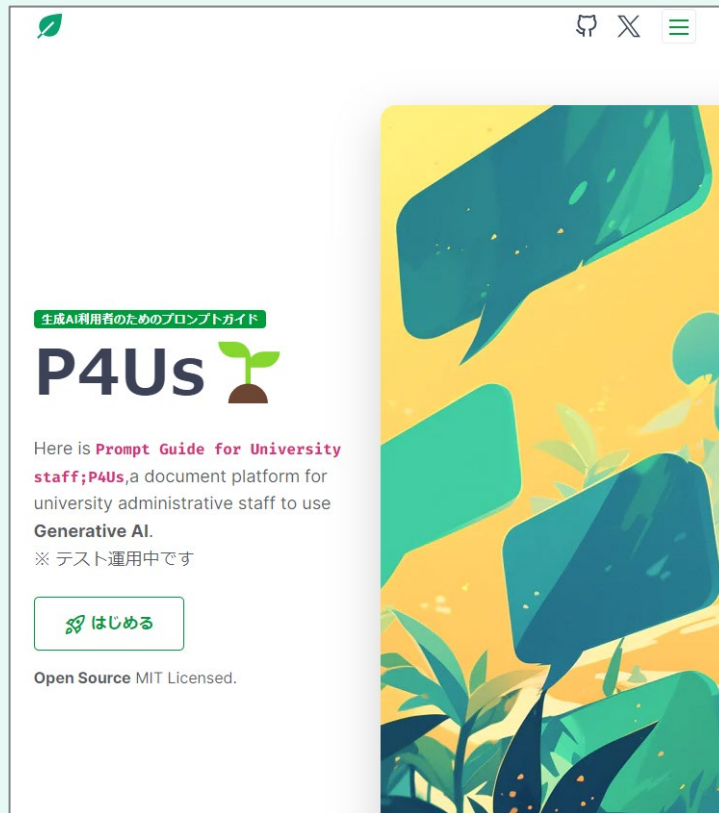 生成AI利用者のためのプロンプトガイド
P4Us
Here is Prompt Guide for University
staff;P4Us,a document platform for
university administrative staff to use
Generative AI.
※ テスト運用中です
はじめる
Open Source MIT Licensed.